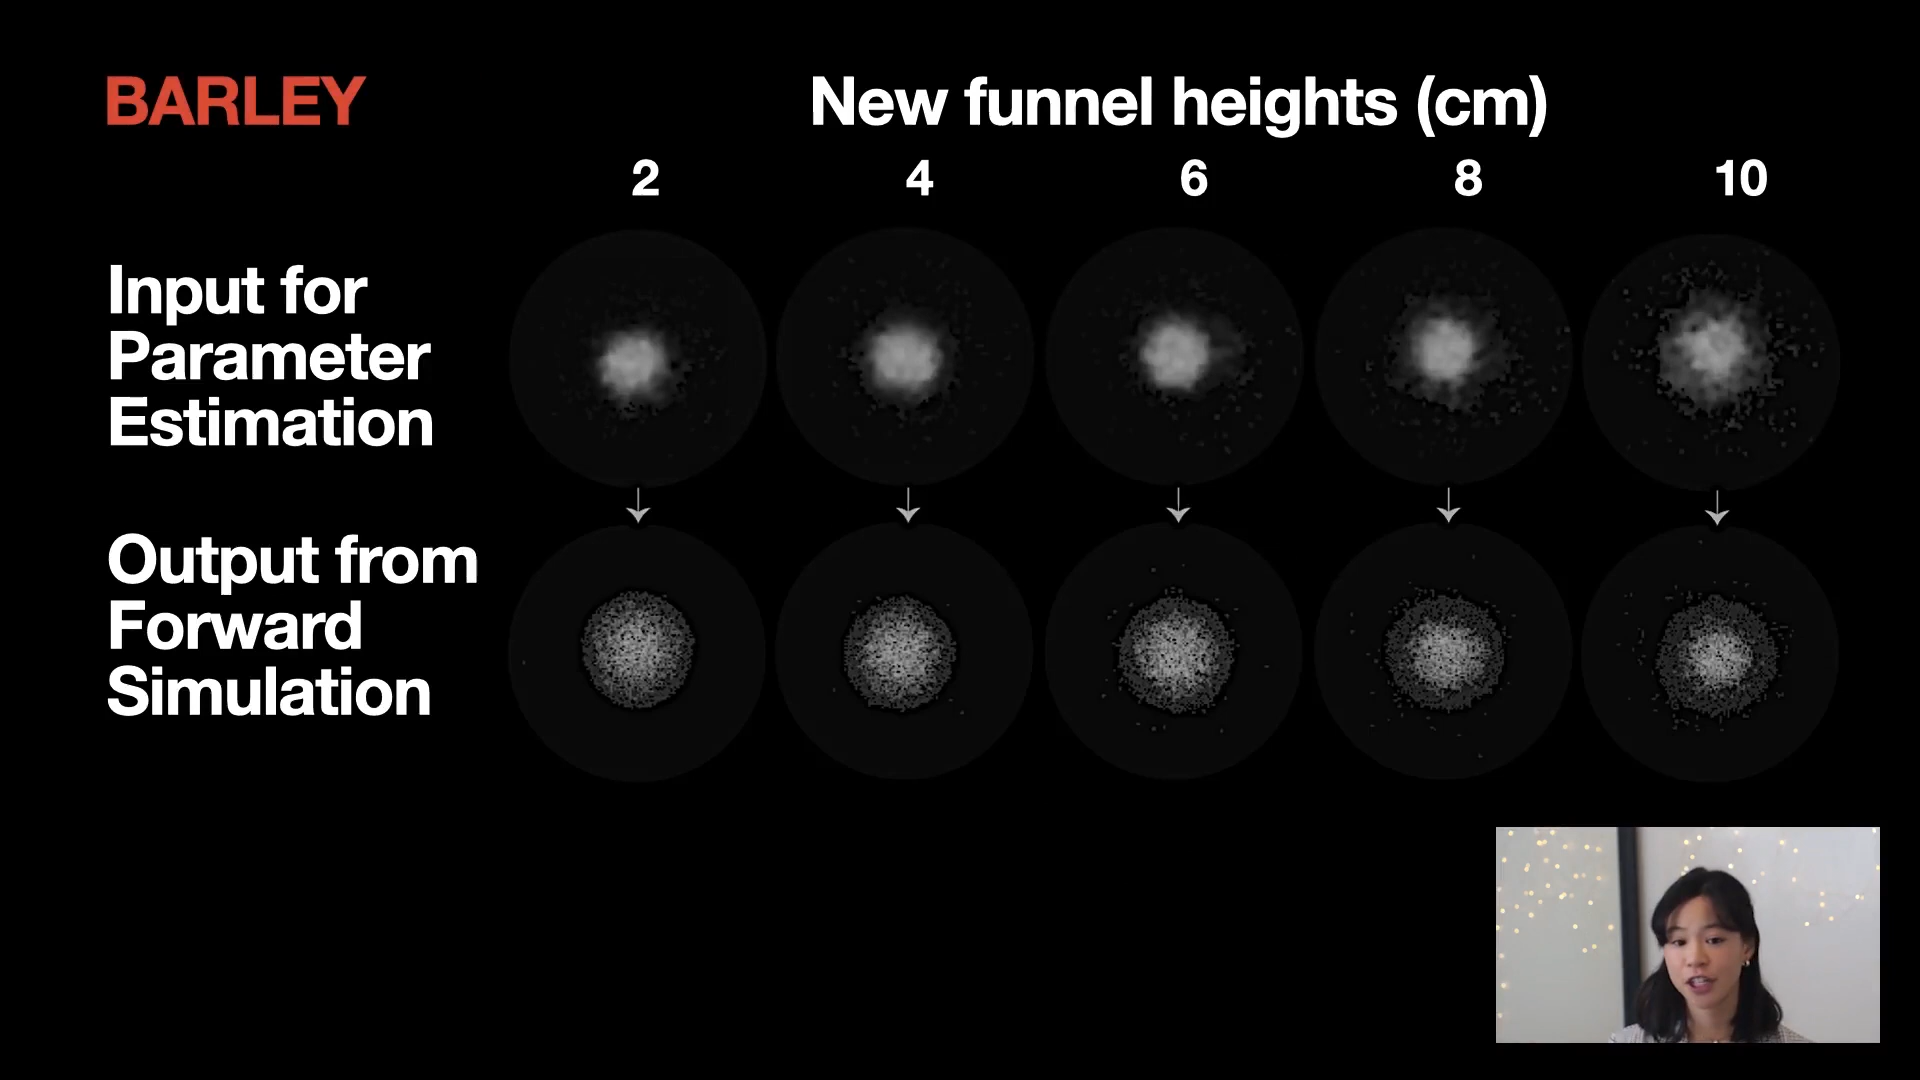 BARLEY
New funnel heights (cm)
2 4 6 8 10
Input for
Parameter
Estimation
Output from
Forward
Simulation